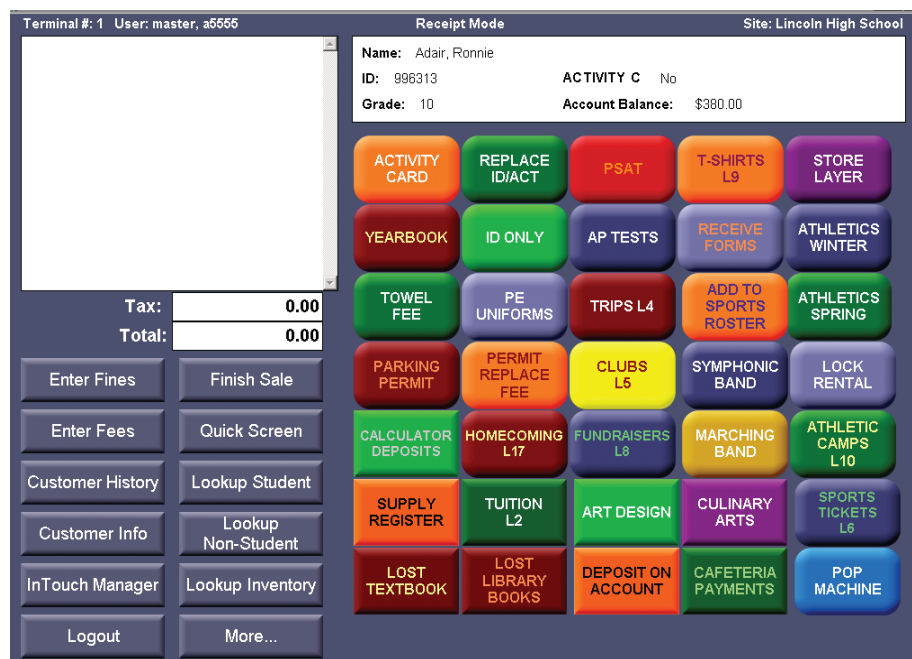 Terminal #: 1 User: master, a5555 Receipt Mode Site: Lincoln High School
Name: Adair, Ronnie
ID: 996313 ACTIVITY C No
Grade: 10 Account Balance: $380.00
Tax: 0.00
Total: 0.00
Enter Fines Finish Sale
Enter Fees Quick Screen
Customer History Lookup Student
Customer Info Lookup
Non-Student
InTouch Manager Lookup Inventory
Logout More...
ACTIVITY
CARD
REPLACE
ID/ACT
PSAT
T-SHIRTS
L9
STORE
LAYER
YEARBOOK
ID ONLY
AP TESTS
RECEIVE
FORMS
ATHLETICS
WINTER
TOWEL
FEE
PE
UNIFORMS
TRIPS L4
ADD TO
SPORTS
ROSTER
ATHLETICS
SPRING
PARKING
PERMIT
PERMIT
REPLACE
FEE
CLUBS
L5
SYMPHONIC
BAND
LOCK
RENTAL
CALCULATOR
DEPOSITS
HOMECOMING
L17
FUNDRAISERS
L8
MARCHING
BAND
ATHLETIC
CAMPS
L10
SUPPLY
REGISTER
TUITION
L2
ART DESIGN
CULINARY
ARTS
SPORTS
TICKETS
L6
LOST
TEXTBOOK
LOST
LIBRARY
BOOKS
DEPOSIT ON
ACCOUNT
CAFETERIA
PAYMENTS
POP
MACHINE